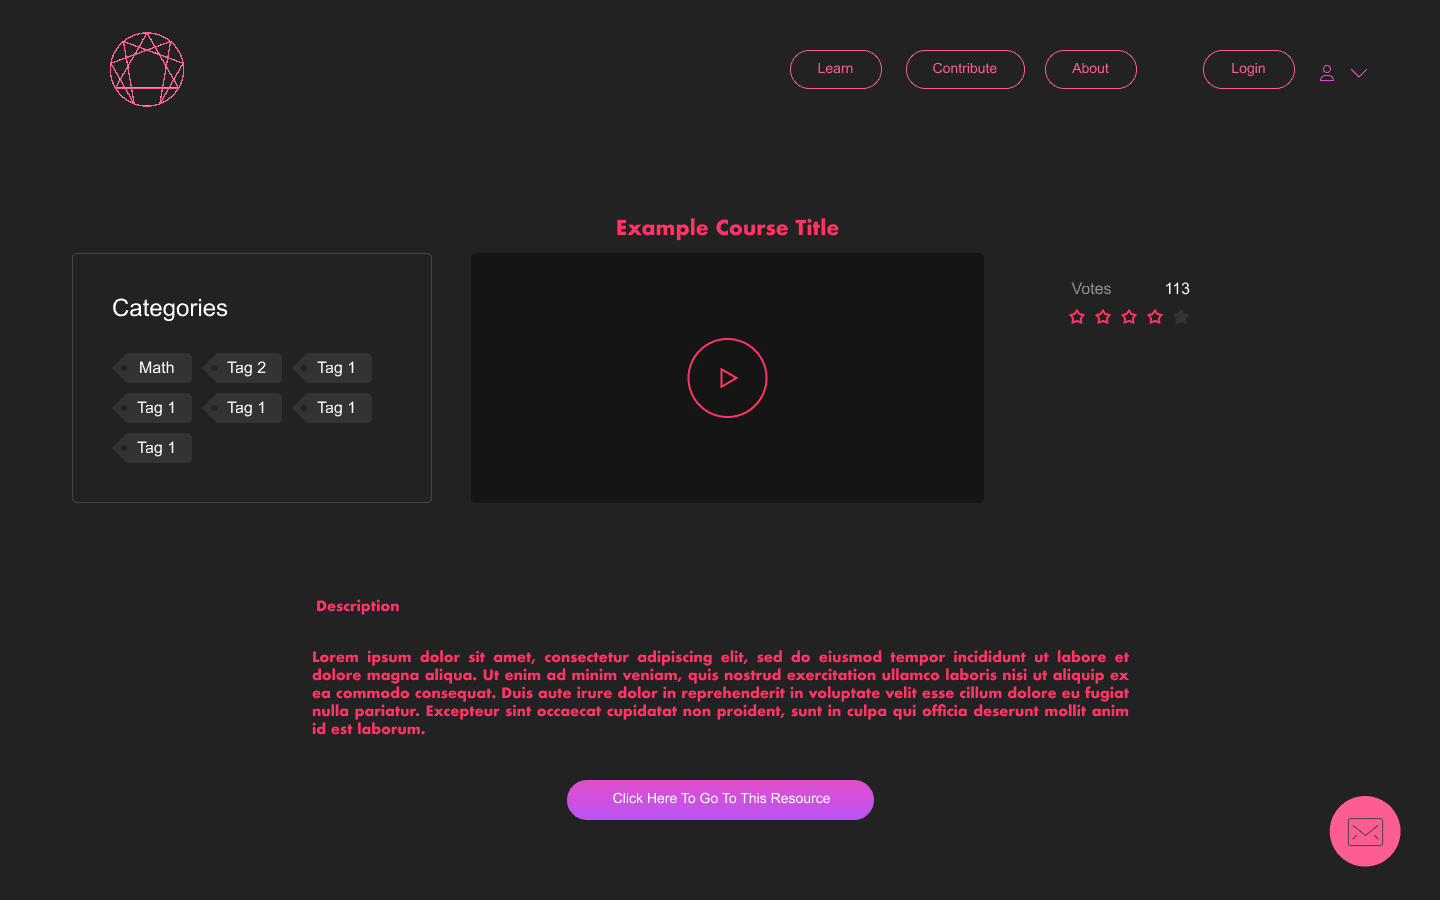 Learn
Contribute
About
Login
Example Course Title
Categories
Math
Tag 2
Tag 1
Tag 1
Tag 1
Tag 1
Tag 1
Votes 113
Description
Lorem ipsum dolor sit amet, consectetur adipiscing elit, sed do eiusmod tempor incididunt ut labore et
dolore magna aliqua. Ut enim ad minim veniam, quis nostrud exercitation ullamco laboris nisi ut aliquip ex
ea commodo consequat. Duis aute irure dolor in reprehenderit in voluptate velit esse cillum dolore eu fugiat
nulla pariatur. Excepteur sint occaecat cupidatat non proident, sunt in culpa qui officia deserunt mollit anim
id est laborum.
Click Here To Go To This Resource